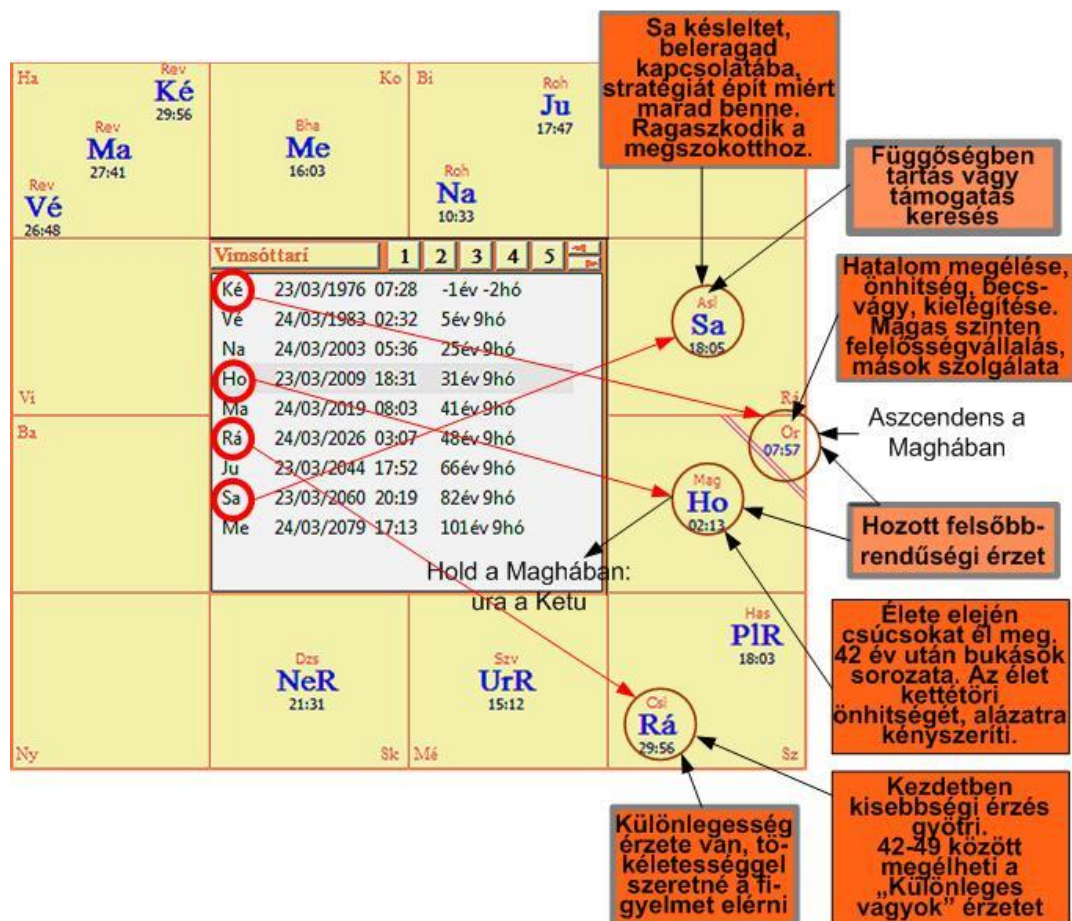 Sa késleltet,
beleragad
kapcsolatába,
stratégiát épít miért
marad benne.
Ragaszkodik a
megszokotthoz.
Ha
Rev
Ké
29:56
Rev
Ma
27:41
Rev
Vé
26:48
Ko
Bha
Me
16:03
Bi
Roh
Ju
17:47
Roh
Na
10:33
Függőségben
tartás vagy
támogatás
keresés
Vimsóttarí 1 2 3 4 5
Ké 23/03/1976 07:28 -1év -2hó
Vé 24/03/1983 02:32 5év 9hó
Na 24/03/2003 05:36 25év 9hó
Ho 23/03/2009 18:31 31év 9hó
Ma 24/03/2019 08:03 41év 9hó
Rá 24/03/2026 03:07 48év 9hó
Ju 23/03/2044 17:52 66év 9hó
Sa 23/03/2060 20:19 82év 9hó
Me 24/03/2079 17:13 101év 9hó
Asl
Sa
18:05
Rá
Hatalom megélése,
önhitség, becs-
vágy, kielégítése.
Magas szinten
felelősségvállalás,
mások szolgálata
Vi
Ba
Or
07:57
Aszcendens a
Maghában
Mag
Ho
02:13
Hozott felsőbb-
rendűségi érzet
Hold a Maghában:
ura a Ketu
Élete elején
csúcsokat él meg.
42 év után bukások
sorozata. Az élet
kettétöri
önhitségét, alázatra
kényszeríti.
Ny
Dzs
NeR
21:31
Sk
Szv
UrR
15:12
Mé
Has
PlR
18:03
Csi
Rá
29:56
Sz
Különlegesség
érzete van, tö-
kéletességgel
szeretné a fi-
gyelmet elérni
Kezdetben
kisebbségi érzés
gyötri.
42-49 között
megélheti a
„Különleges
vagyok” érzetet